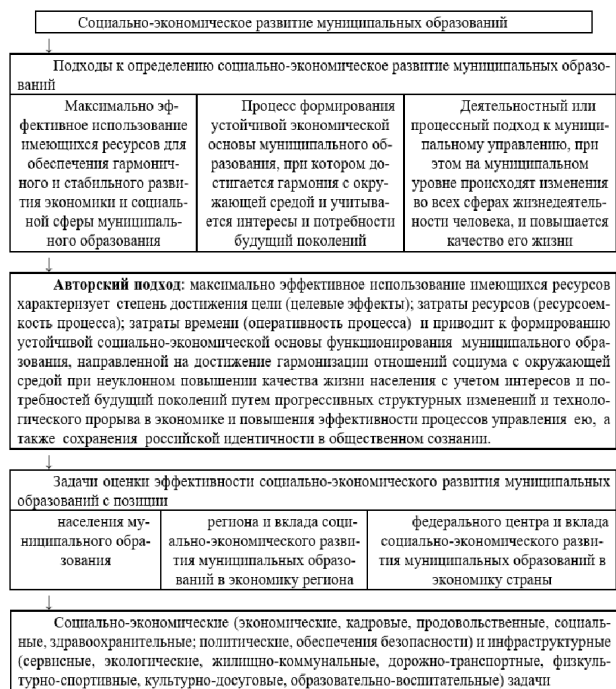 Социально-экономическое развитие муниципальных образований
↓
Подходы к определению социально-экономическое развитие муниципальных образо-
ваний
Максимально эф-
фективное использование
имеющихся ресурсов для
обеспечения гармонич-
ного и стабильного разви-
тия экономики и социаль-
ной сферы муниципаль-
ного образования
Процесс формирования
устойчивой экономической
основы муниципального об-
разования, при котором до-
стигается гармония с окру-
жающей средой и учитыва-
ется интересы и потребности
будущий поколений
Деятельностный или
процессный подход к муници-
пальному управлению, при
этом на муниципальном
уровне происходят изменения
во всех сферах жизнедеятель-
ности человека, и повышается
качество его жизни
↓
Авторский подход: максимально эффективное использование имеющихся ресурсов
характеризует степень достижения цели (целевые эффекты); затраты ресурсов (ресурсоем-
кость процесса); затраты времени (оперативность процесса) и приводит к формированию
устойчивой социально-экономической основы функционирования муниципального обра-
зования, направленной на достижение гармонизации отношений социума с окружающей
средой при неуклонном повышении качества жизни населения с учетом интересов и по-
требностей будущий поколений путем прогрессивных структурных изменений и техноло-
гического прорыва в экономике и повышения эффективности процессов управления ею, а
также сохранения российской идентичности в общественном сознании.
↓
Задачи оценки эффективности социально-экономического развития муниципальных
образований с позиции
населения му-
ниципального обра-
зования
региона и вклада соци-
ально-экономического разви-
тия муниципальных образо-
ваний в экономику региона
федерального центра и вклада
социально-экономического разви-
тия муниципальных образований в
экономику страны
↓
Социально-экономические (экономические, кадровые, продовольственные, социаль-
ные, здравоохранительные; политические, обеспечения безопасности) и инфраструктурные
(сервисные, экологические, жилищно-коммунальные, дорожно-транспортные, физкуль-
турно-спортивные, культурно-досуговые, образовательно-воспитательные) задачи